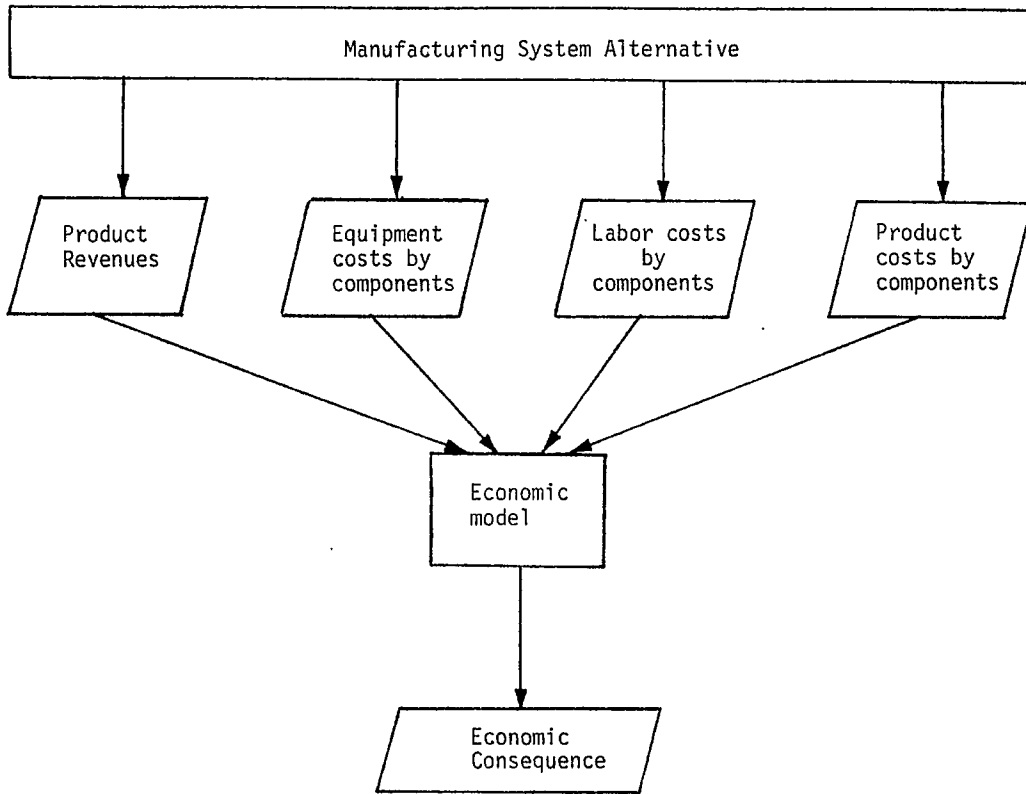 Manufacturing System Alternative
Product
Revenues
Equipment
costs by
components
Labor costs
by
components
Product
costs by
components
Economic
model
Economic
Consequence